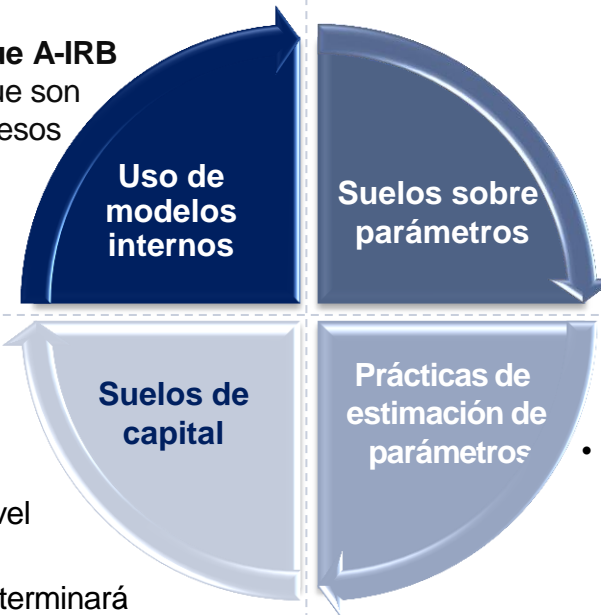 ue A-IRB
ue son
esos
Uso de
modelos
internos
Suelos sobre
parámetros
Suelos de
capital
Prácticas de
estimación de
parámetros
•
vel
terminará